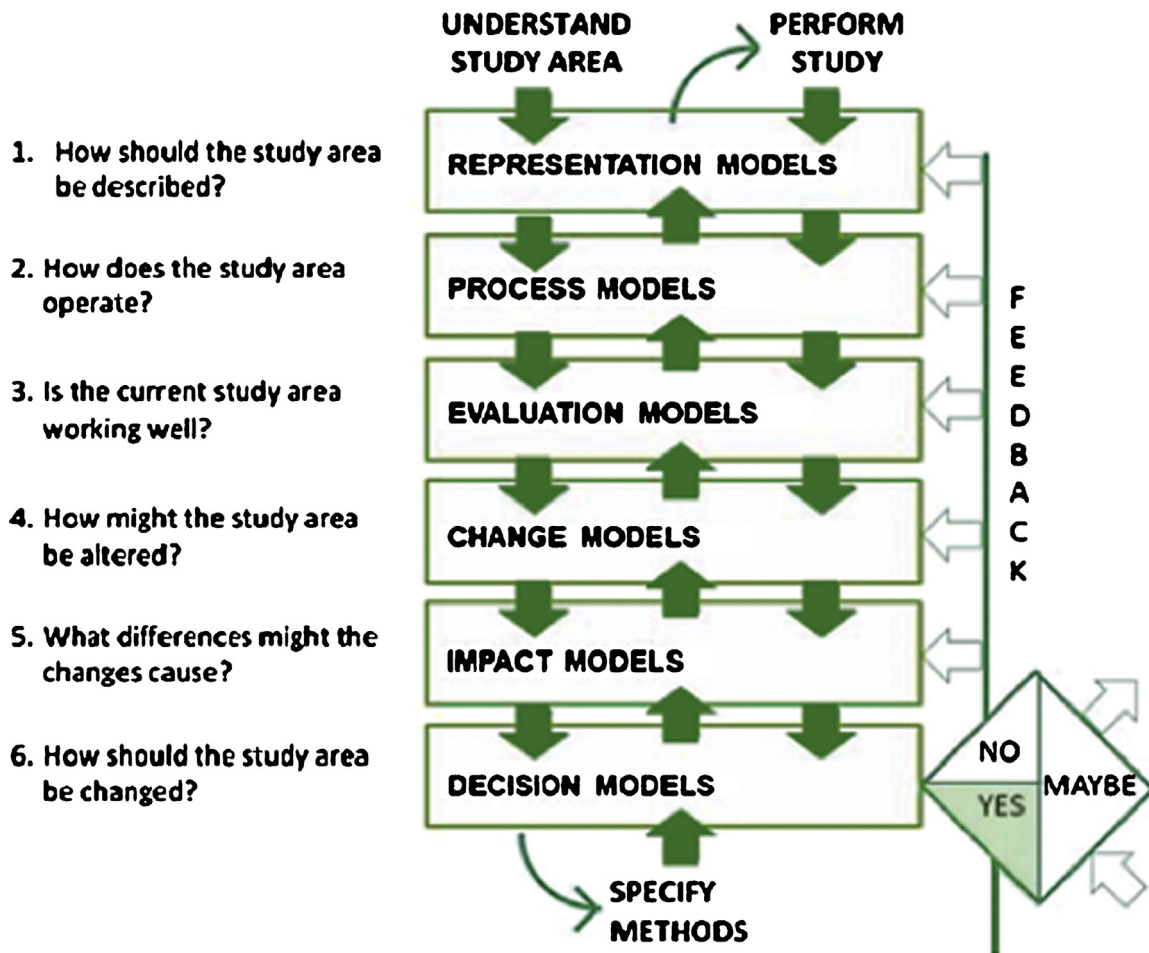 UNDERSTAND
STUDY AREA
PERFORM
STUDY
1. How should the study area
be described?
REPRESENTATION MODELS
2. How does the study area
operate?
PROCESS MODELS
3. Is the current study area
working well?
EVALUATION MODELS
4. How might the study area
be altered?
CHANGE MODELS
5. What differences might the
changes cause?
IMPACT MODELS
6. How should the study area
be changed?
DECISION MODELS
FEEDBACK
NO
YES
MAYBE
SPECIFY
METHODS